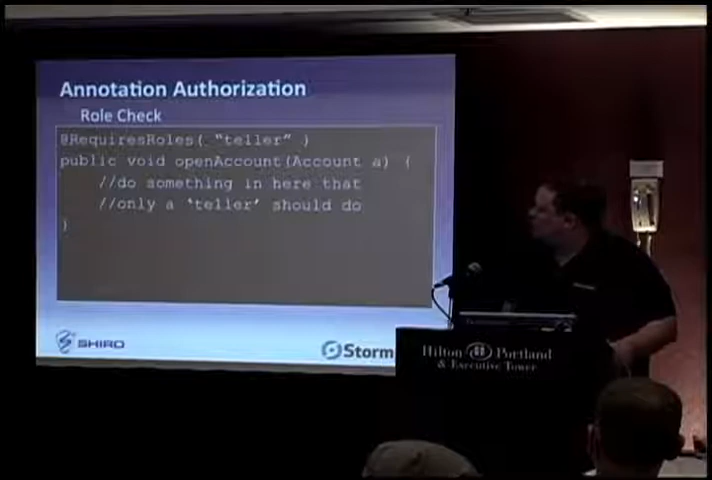 Annotation Authorization
Role Check
@RequiresRoles( "teller" )
public void openAccount(Account a) {
//do something in here that
//only a 'teller' should do
}
SHIRO
Storm
Hilton Portland
& Executive Tower